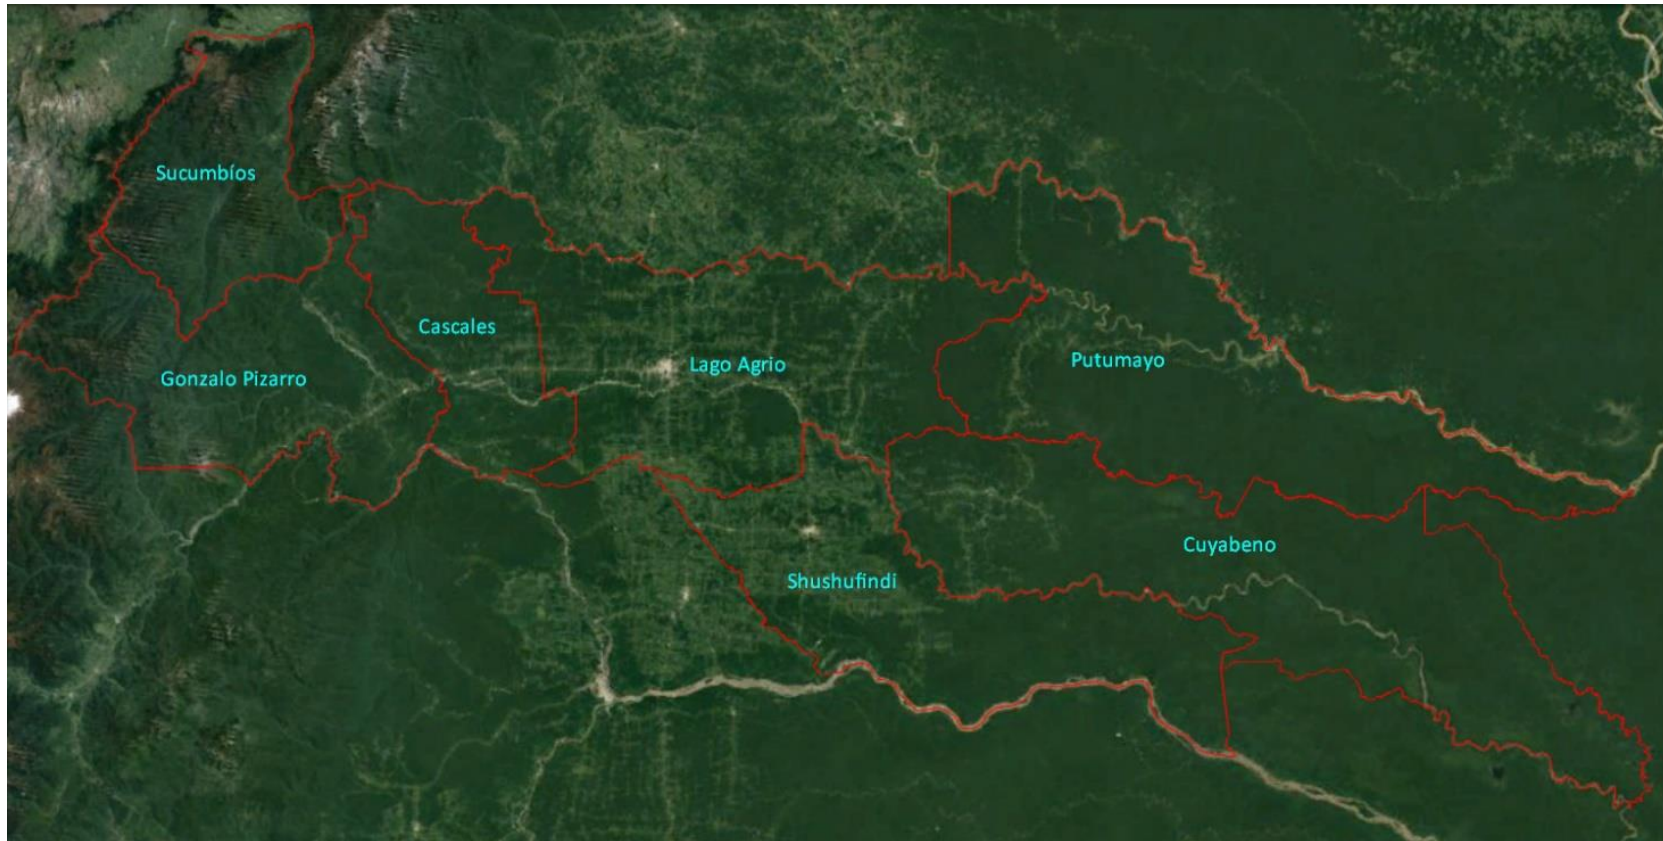 Sucumbíos
Cascales
Gonzalo Pizarro
Lago Agrio
Putumayo
Cuyabeno
Shushufindi